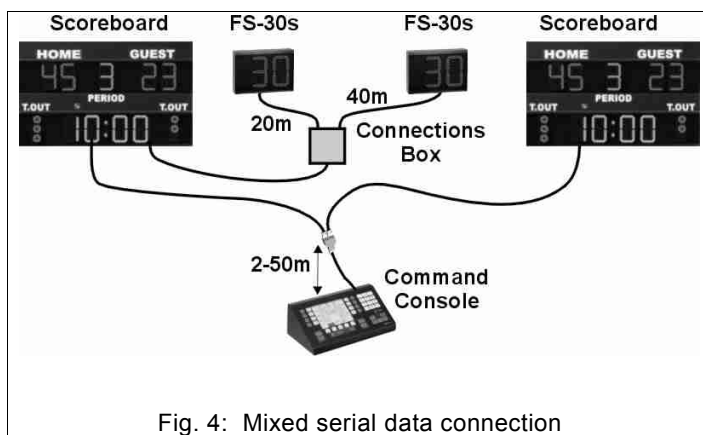 Scoreboard FS-30s FS-30s Scoreboard
HOME GUEST
45 3 23
PERIOD
T.OUT T.OUT
10:00
30
30
HOME GUEST
45 3 23
PERIOD
T.OUT T.OUT
10:00
20m
40m
Connections
Box
2-50m
Command
Console
Fig. 4: Mixed serial data connection